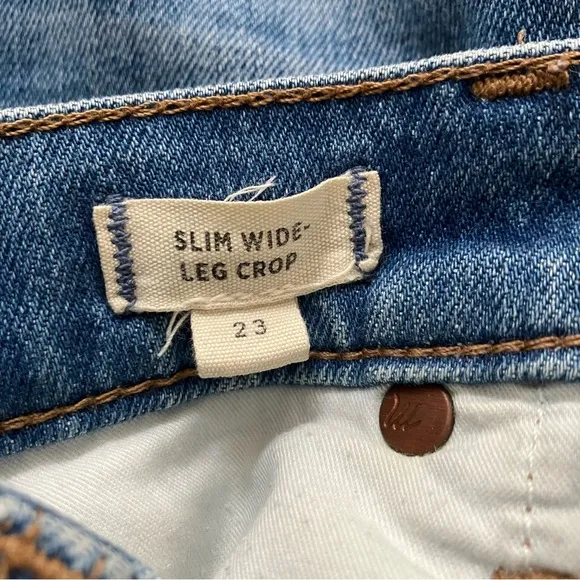 SLIM WIDE-
LEG CROP
23